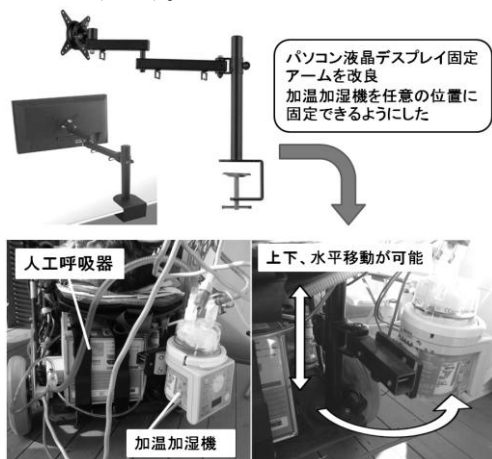 パソコン液晶デスプレイ固定
アームを改良
加温加湿機を任意の位置に
固定できるようにした
人工呼吸器
上下、水平移動が可能
加温加湿機